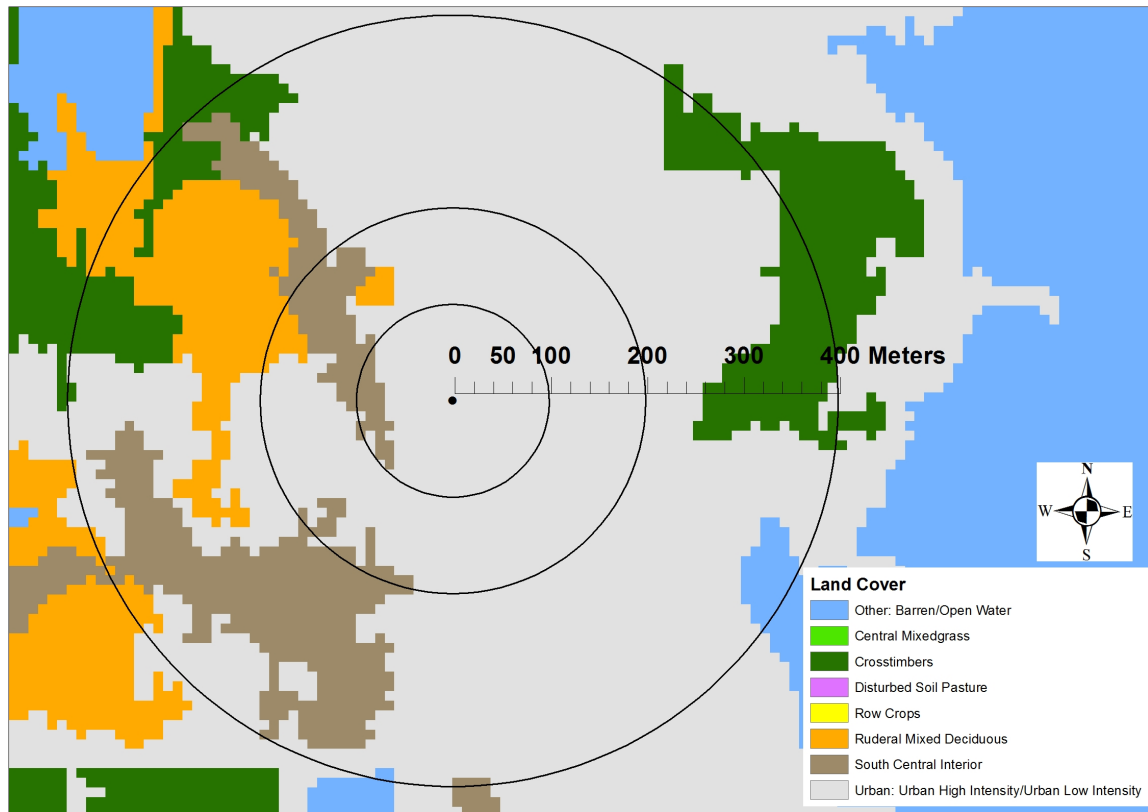 0 50 100 200 300 400 Meters
N
W E
S
Land Cover
Other: Barren/Open Water
Central Mixedgrass
Crosstimbers
Disturbed Soil Pasture
Row Crops
Ruderal Mixed Deciduous
South Central Interior
Urban: Urban High Intensity/Urban Low Intensity